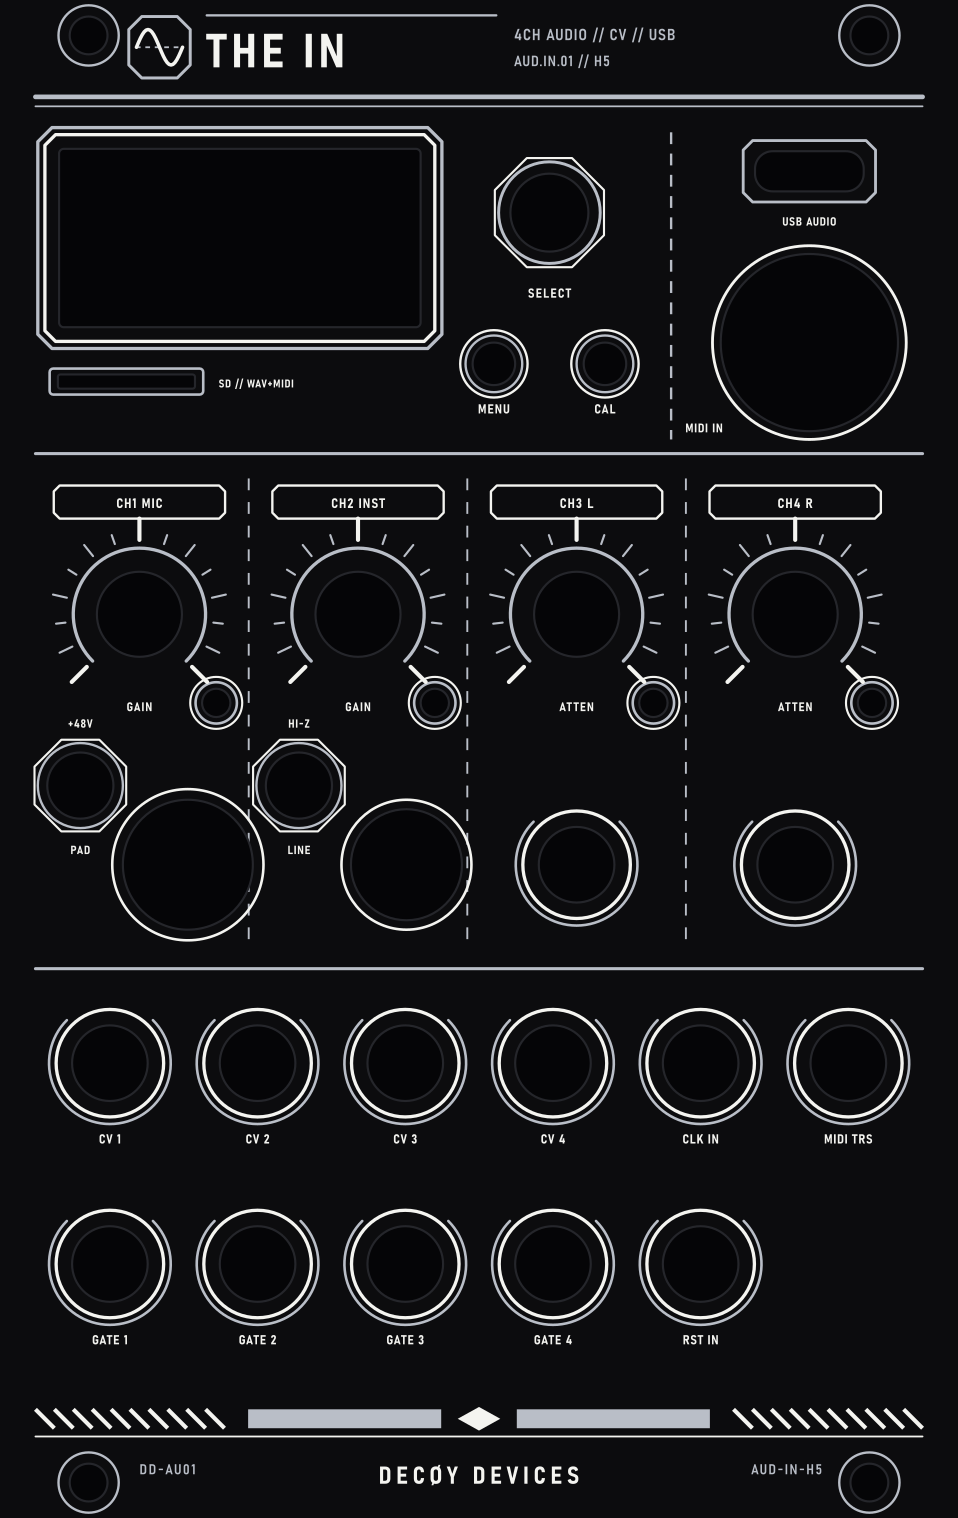 THE IN
4CH AUDIO // CV // USB
AUD.IN.01 // H5
USB AUDIO
SELECT
SD // WAV+MIDI
MENU
CAL
MIDI IN
CH1 MIC
CH2 INST
CH3 L
CH4 R
GAIN
GAIN
ATTEN
ATTEN
+48V
HI-Z
PAD
LINE
CV 1
CV 2
CV 3
CV 4
CLK IN
MIDI TRS
GATE 1
GATE 2
GATE 3
GATE 4
RST IN
DD-AU01
DECØY DEVICES
AUD-IN-H5